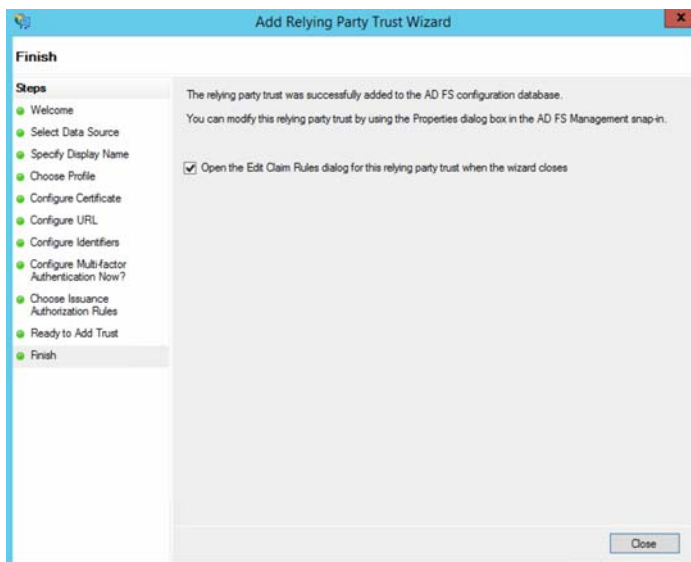 Add Relying Party Trust Wizard
x
Finish
Steps
Welcome
Select Data Source
Specify Display Name
Choose Profile
Configure Certificate
Configure URL
Configure Identifiers
Configure Multi-factor
Authentication Now?
Choose Issuance
Authorization Rules
Ready to Add Trust
Finish
The relying party trust was successfully added to the AD FS configuration database.
You can modify this relying party trust by using the Properties dialog box in the AD FS Management snap-in.
Open the Edit Claim Rules dialog for this relying party trust when the wizard closes
Close